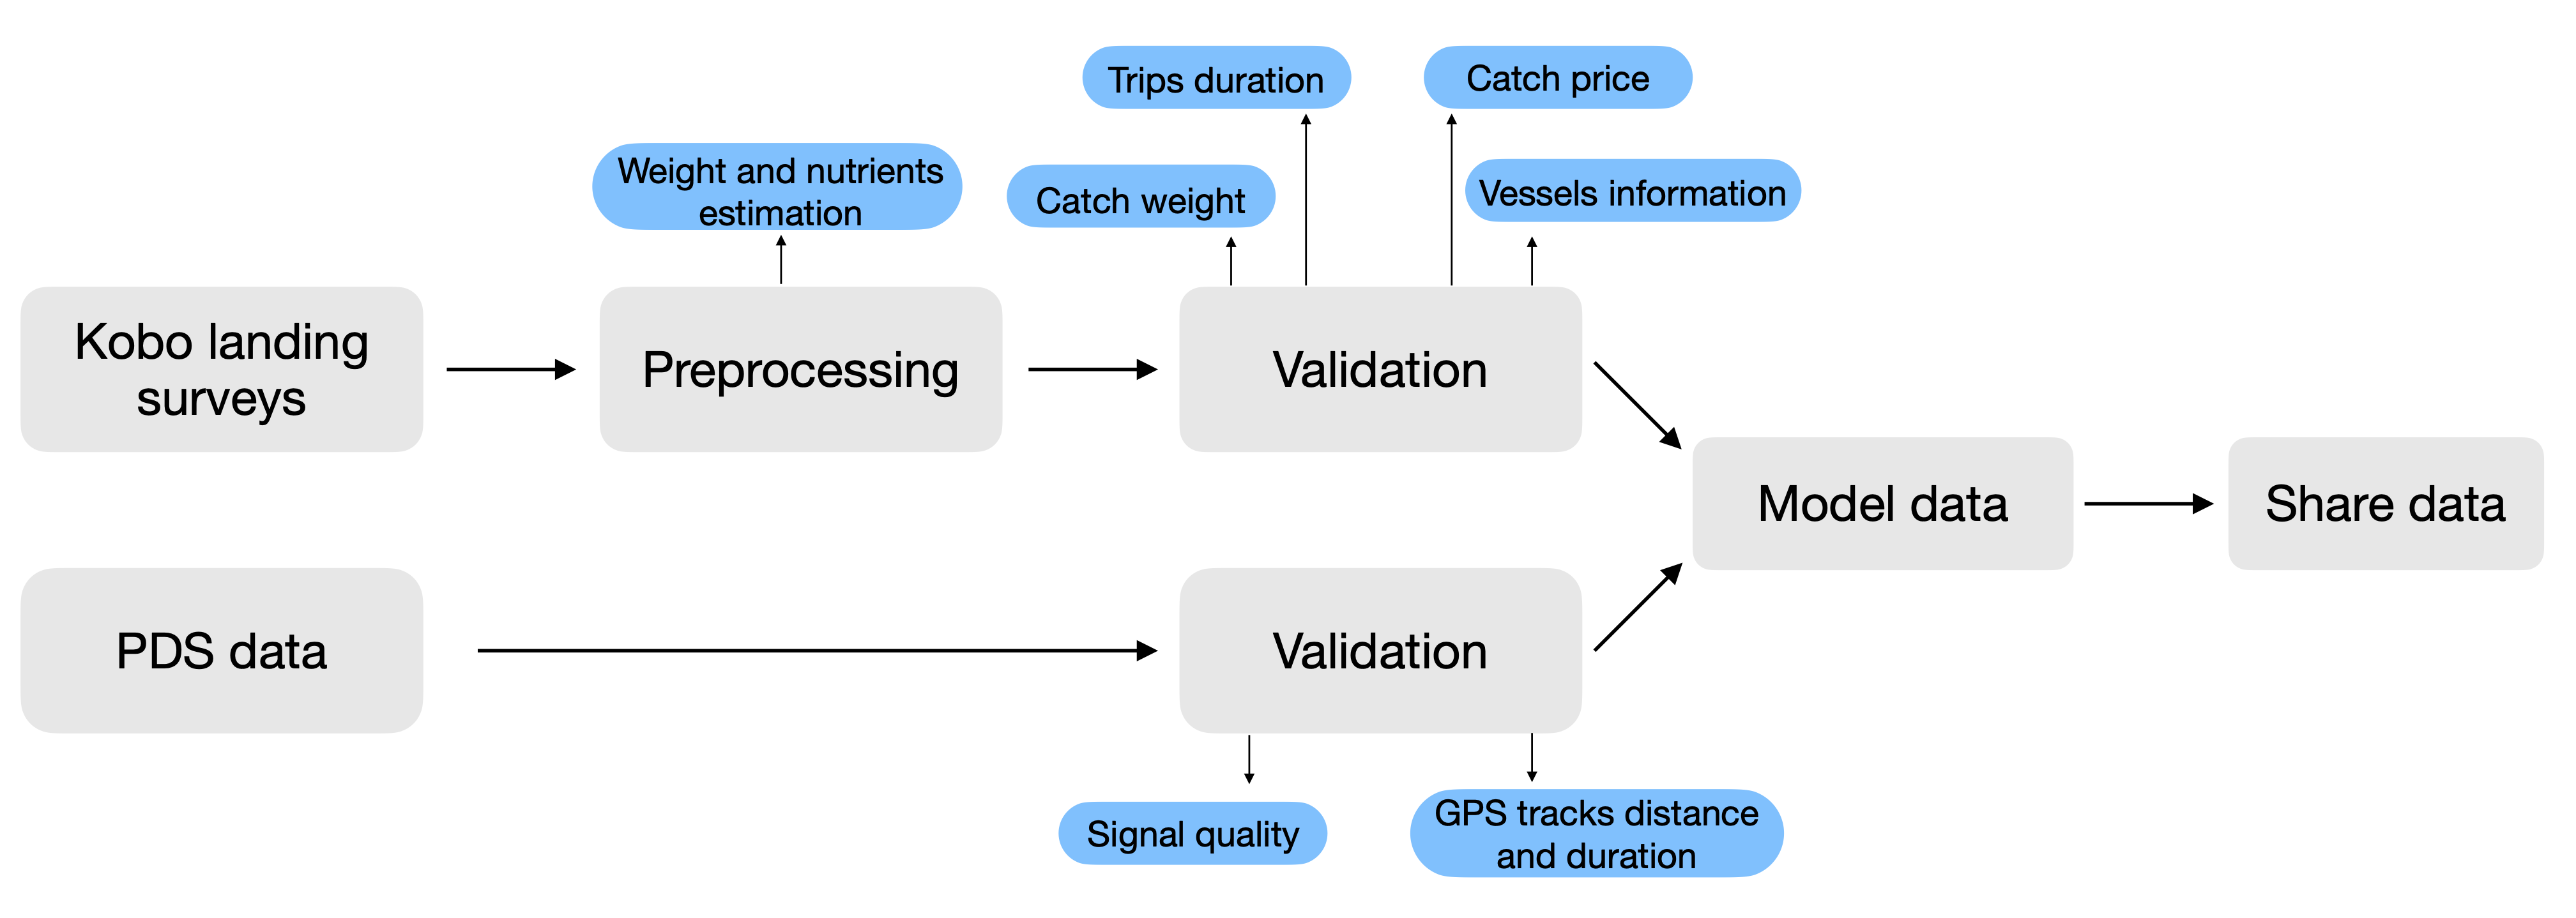 Trips duration
Catch price
Weight and nutrients
estimation
Catch weight
Vessels information
Kobo landing
surveys
Preprocessing
Validation
Model data
Share data
PDS data
Validation
Signal quality
GPS tracks distance
and duration